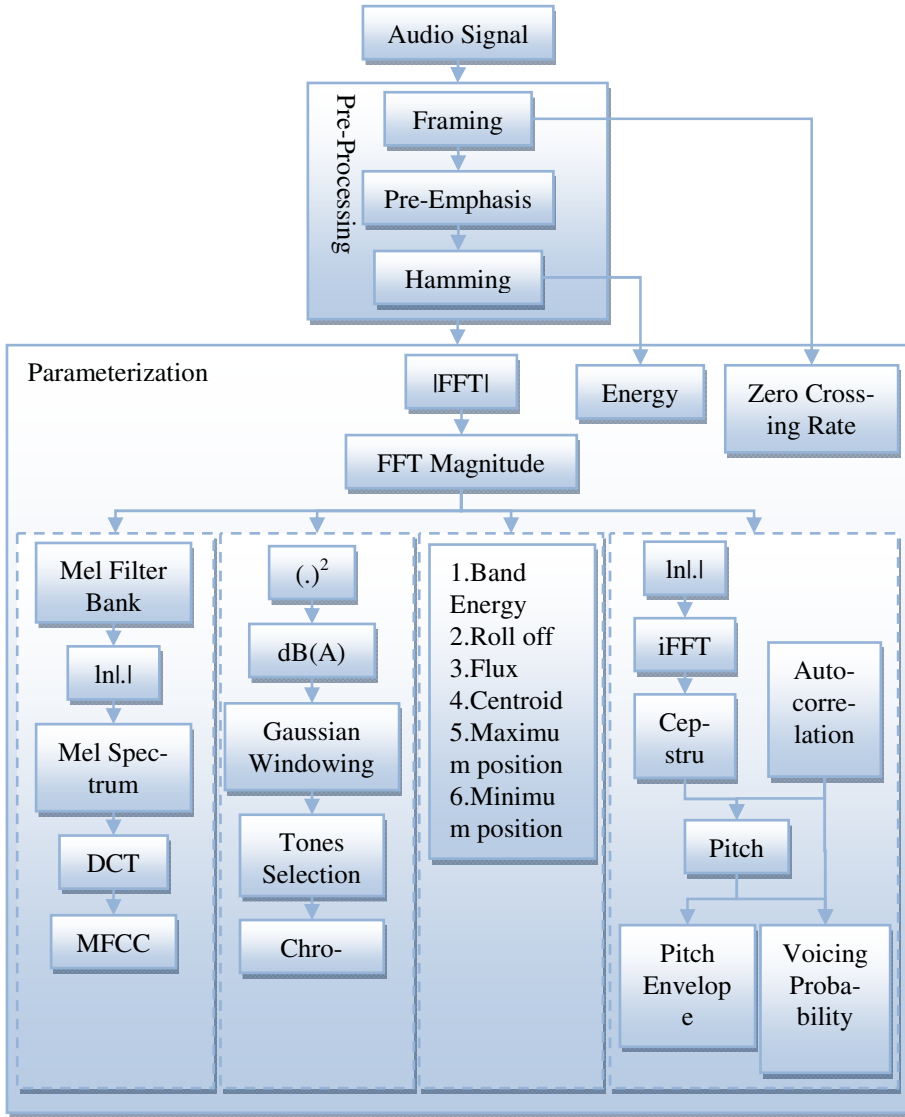 Audio Signal
Pre-Processing
Framing
Pre-Emphasis
Hamming
Parameterization
|FFT|
Energy
Zero Cross-
ing Rate
FFT Magnitude
Mel Filter
Bank
ln|.|
Mel Spec-
trum
DCT
MFCC
(.)²
dB(A)
Gaussian
Windowing
Tones
Selection
Chro-
1.Band
Energy
2.Roll off
3.Flux
4.Centroid
5.Maximu
m position
6.Minimu
m position
ln|.|
iFFT
Cep-
stru
Auto-
corre-
lation
Pitch
Pitch
Envelop
e
Voicing
Proba-
bility